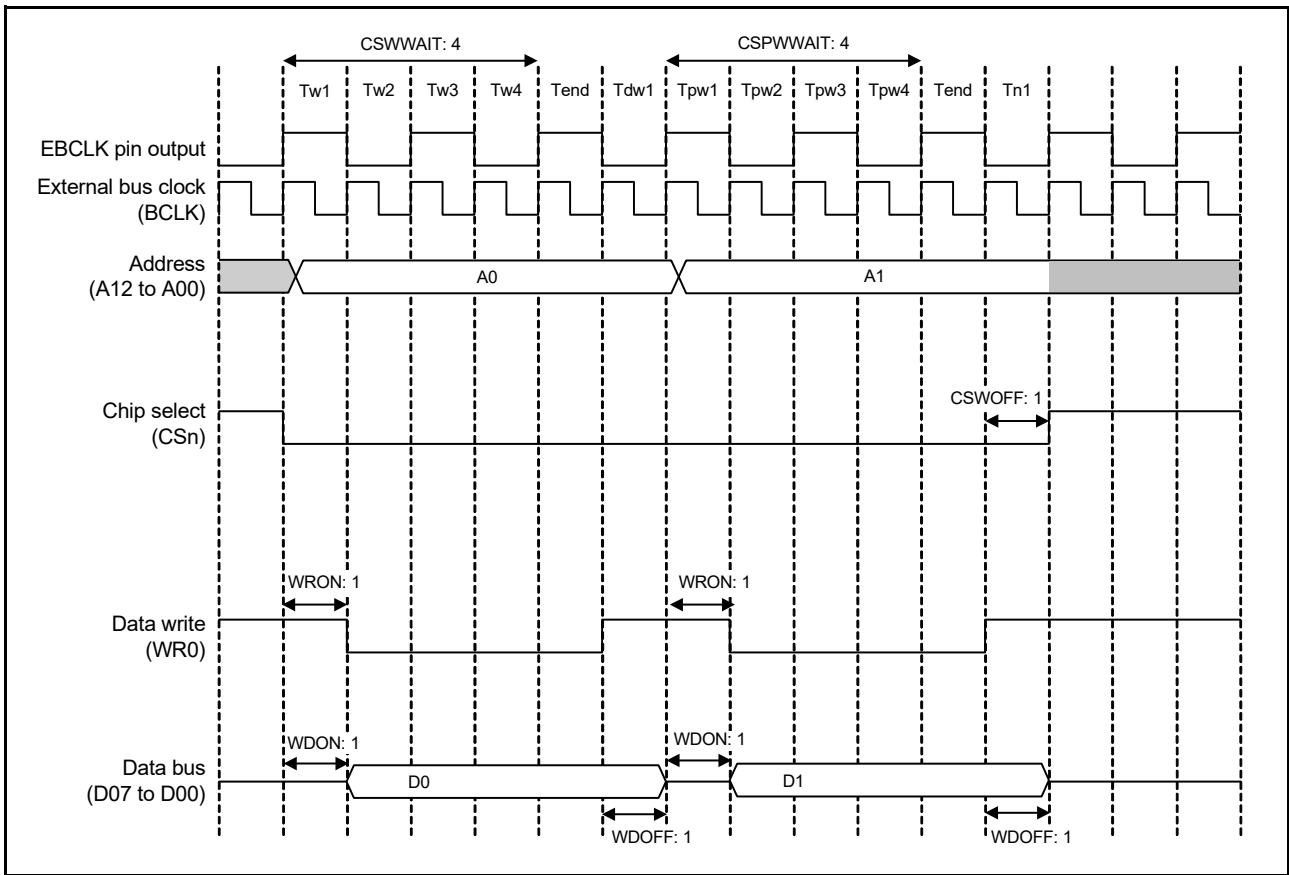 CSWWAIT: 4 CSPWWAIT: 4
Tw1 Tw2 Tw3 Tw4 Tend Tdw1 Tpw1 Tpw2 Tpw3 Tpw4 Tend Tn1
EBCLK pin output
External bus clock
(BCLK)
Address
(A12 to A00)
A0 A1
CSWOFF: 1
Chip select
(CSn)
WRON: 1 WRON: 1
Data write
(WR0)
WDON: 1 WDON: 1
Data bus
(D07 to D00)
D0 D1
WDOFF: 1 WDOFF: 1